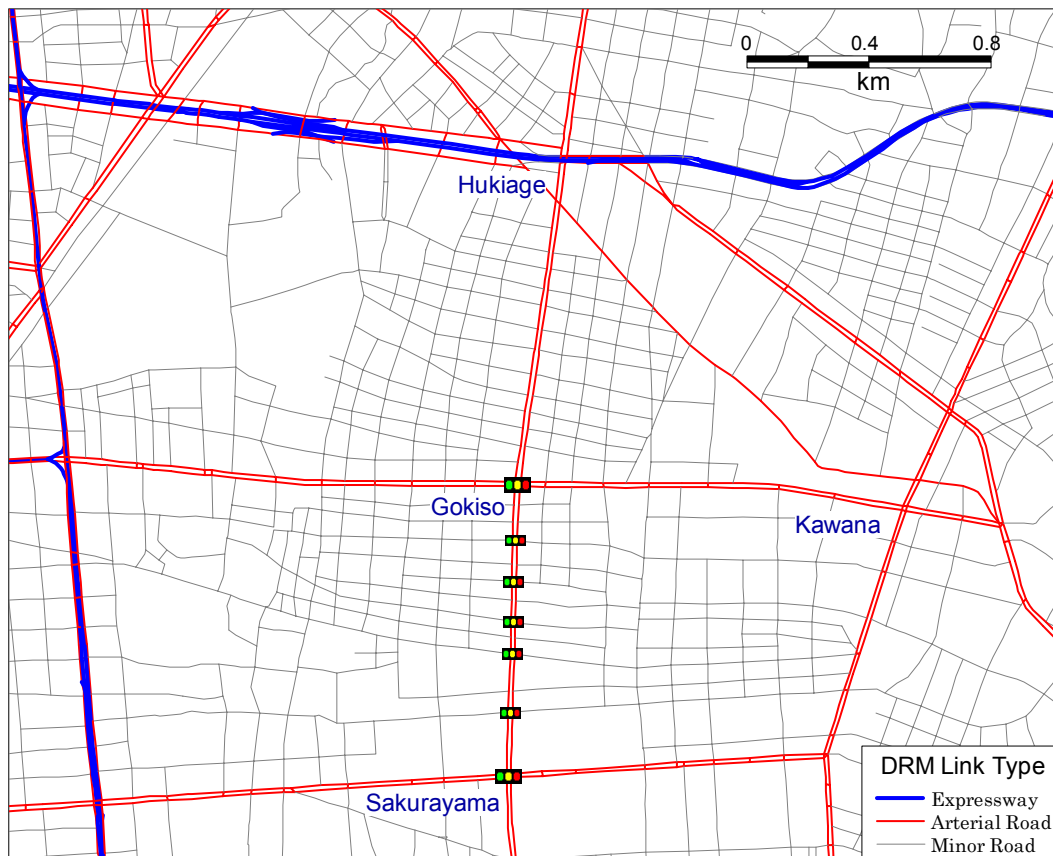 0 0.4 0.8
km
Hukiage
Gokiso
Kawana
Sakurayama
DRM Link Type
Expressway
Arterial Road
Minor Road